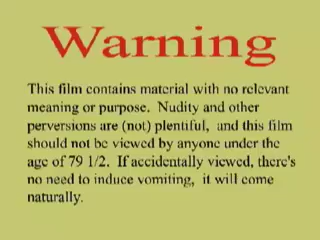 Warning
This film contains material with no relevant
meaning or purpose. Nudity and other
perversions are (not) plentiful, and this film
should not be viewed by anyone under the
age of 79 1/2. If accidentally viewed, there's
no need to induce vomiting, it will come
naturally.